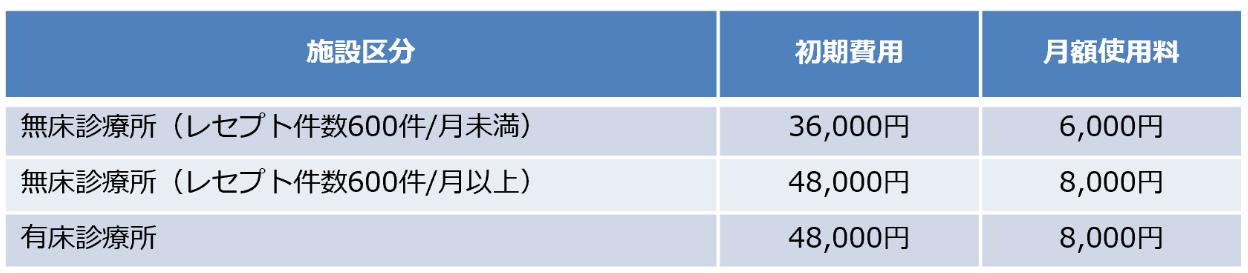 施設区分 初期費用 月額使用料
無床診療所（レセプト件数600件/月未満） 36,000円 6,000円
無床診療所（レセプト件数600件/月以上） 48,000円 8,000円
有床診療所 48,000円 8,000円